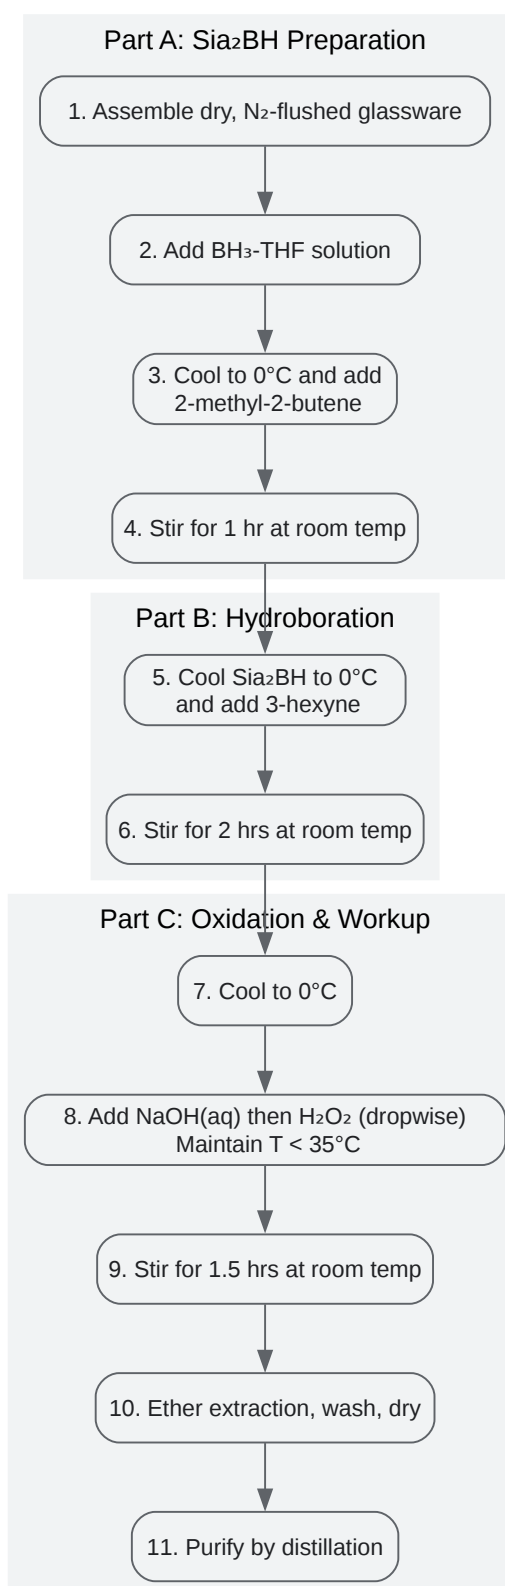 Part A: Sia₂BH Preparation
1. Assemble dry, N₂-flushed glassware
2. Add BH₃-THF solution
3. Cool to 0°C and add
2-methyl-2-butene
4. Stir for 1 hr at room temp
Part B: Hydroboration
5. Cool Sia₂BH to 0°C
and add 3-hexyne
6. Stir for 2 hrs at room temp
Part C: Oxidation & Workup
7. Cool to 0°C
8. Add NaOH(aq) then H₂O₂ (dropwise)
Maintain T < 35°C
9. Stir for 1.5 hrs at room temp
10. Ether extraction, wash, dry
11. Purify by distillation